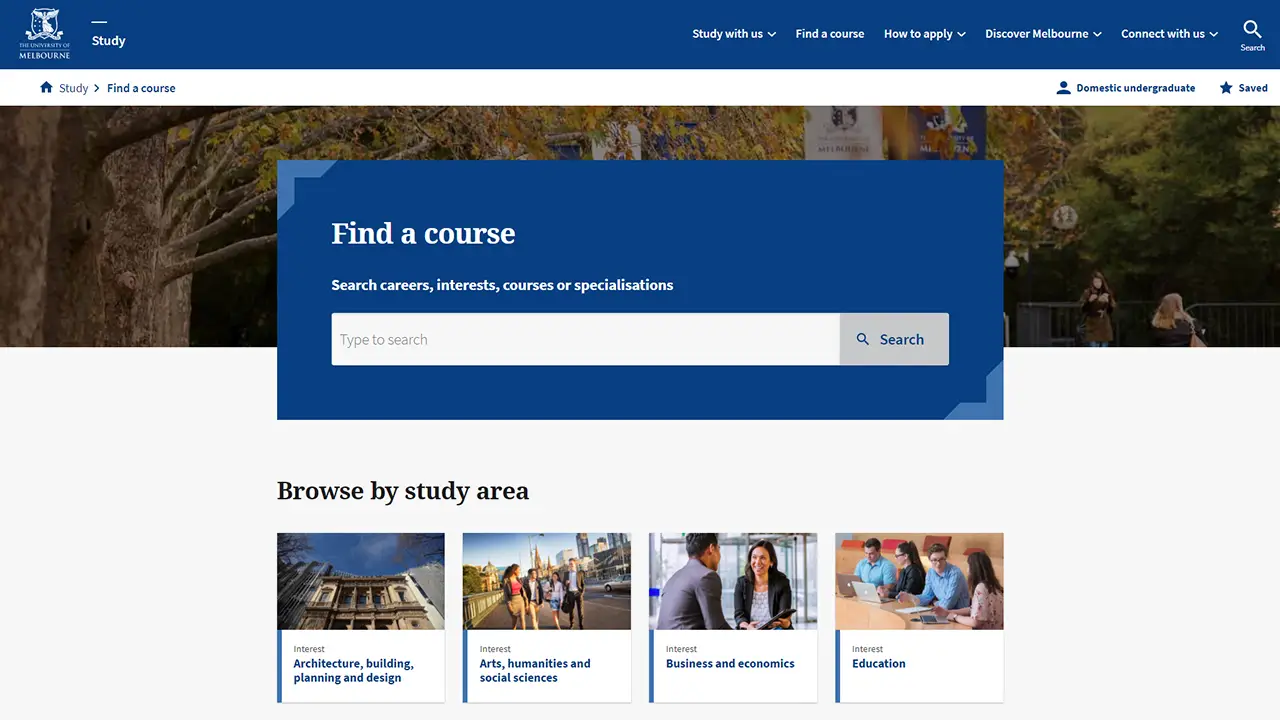 THE UNIVERSITY OF
MELBOURNE
Study
Study with us
Find a course
How to apply
Discover Melbourne
Connect with us
Search
Study
Find a course
Domestic undergraduate
Saved
MELBOURNE
Find a course
Search careers, interests, courses or specialisations
Type to search
Search
Browse by study area
Interest
Architecture, building,
planning and design
Interest
Arts, humanities and
social sciences
Interest
Business and economics
Interest
Education